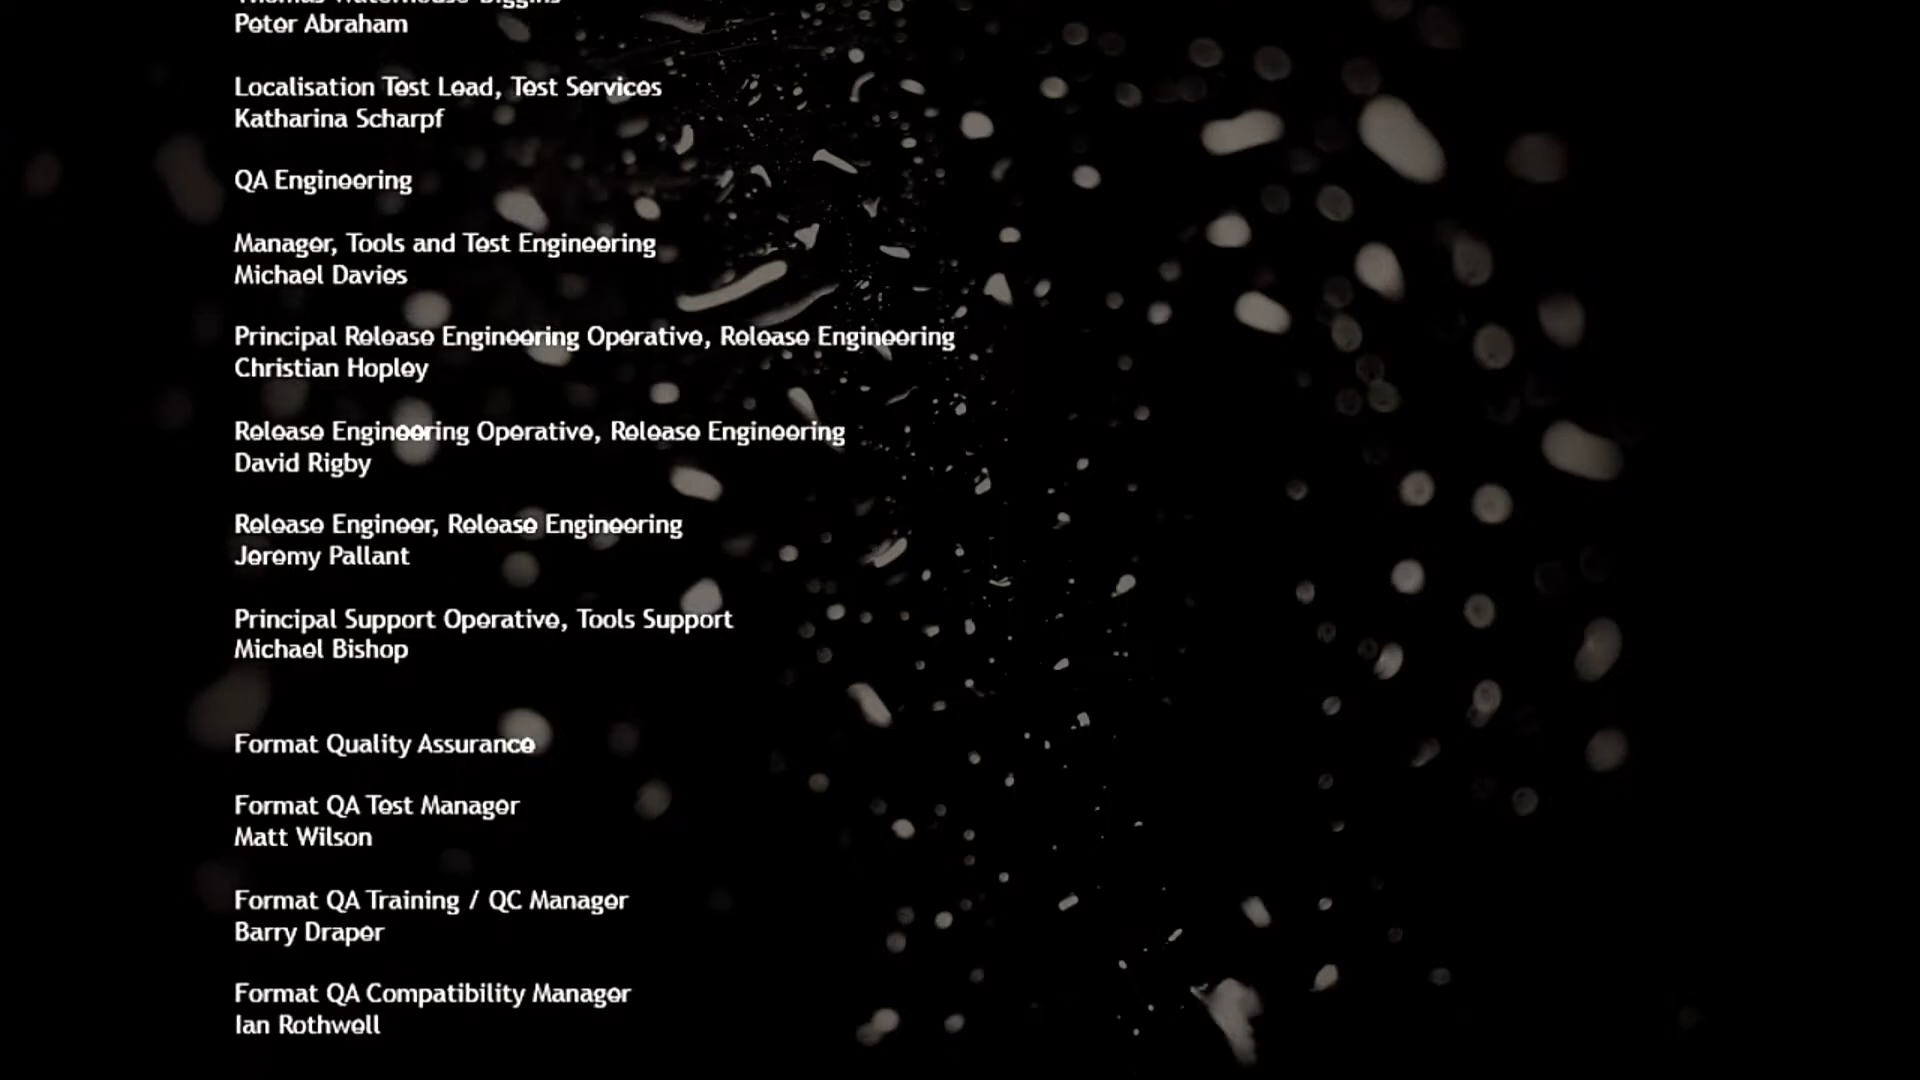 Thomas Waterhouse-Biggins
Peter Abraham
Localisation Test Lead, Test Services
Katharina Scharpf
QA Engineering
Manager, Tools and Test Engineering
Michael Davies
Principal Release Engineering Operative, Release Engineering
Christian Hopley
Release Engineering Operative, Release Engineering
David Rigby
Release Engineer, Release Engineering
Jeremy Pallant
Principal Support Operative, Tools Support
Michael Bishop
Format Quality Assurance
Format QA Test Manager
Matt Wilson
Format QA Training / QC Manager
Barry Draper
Format QA Compatibility Manager
Ian Rothwell